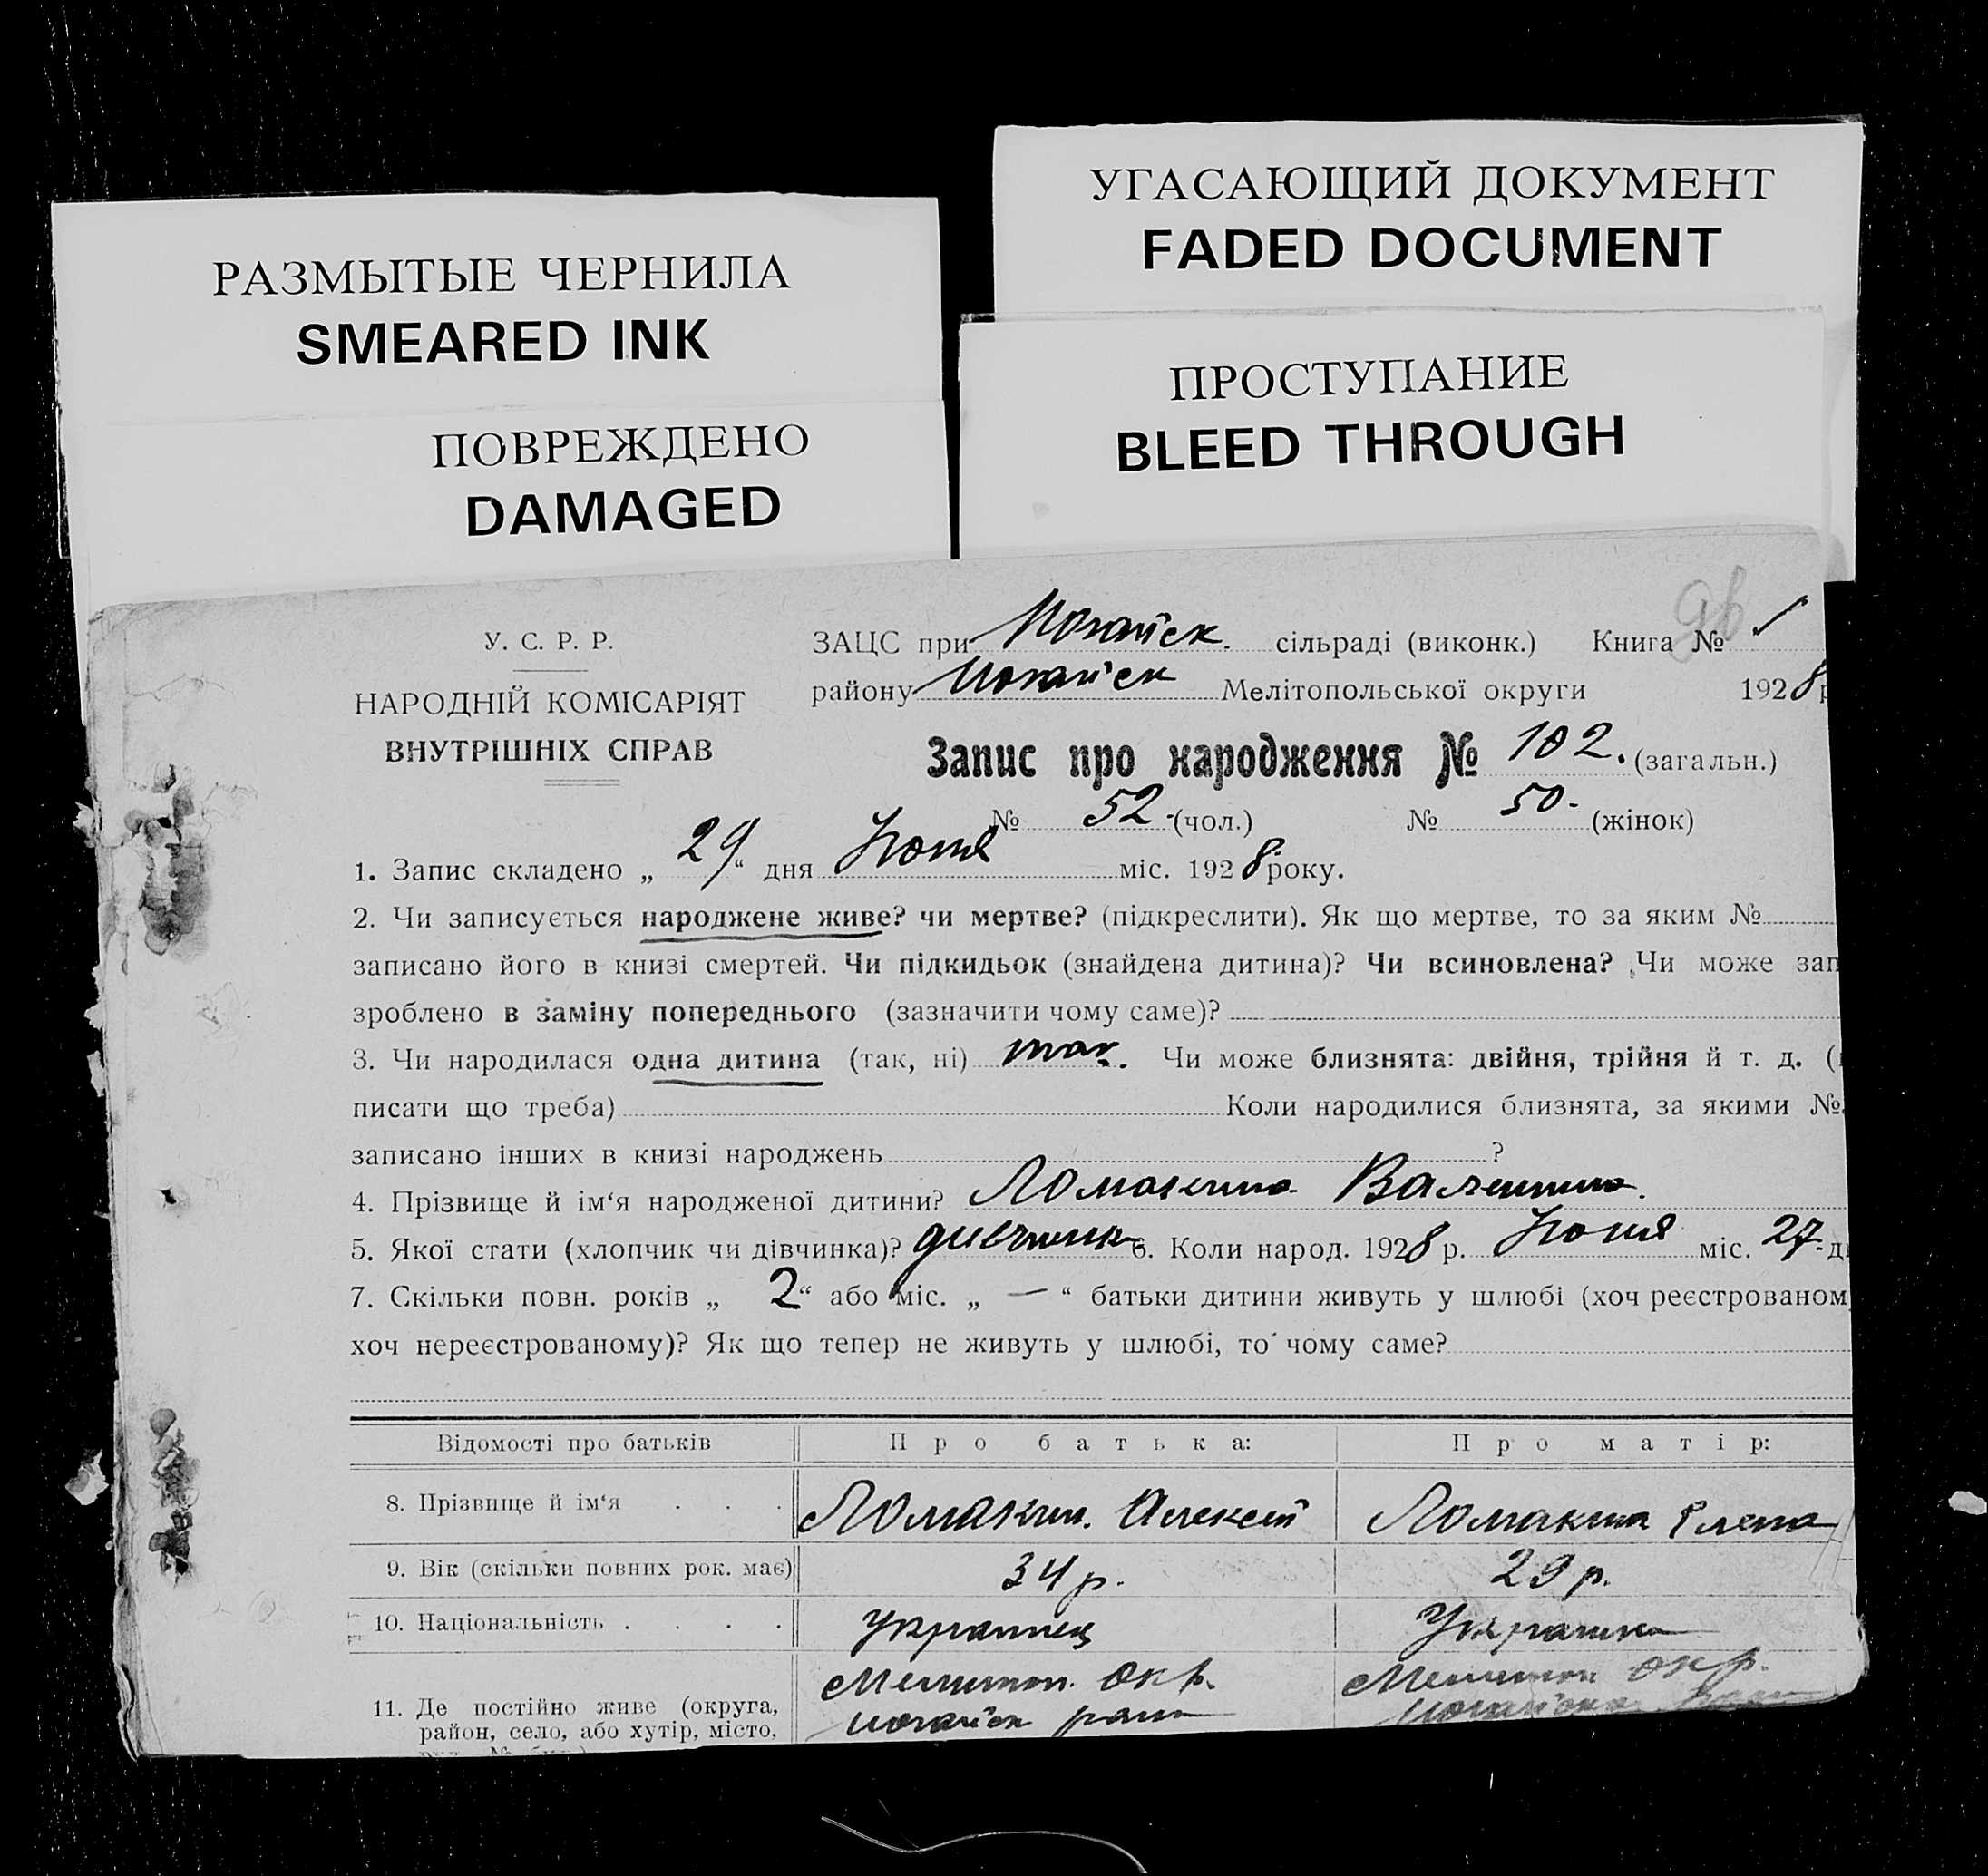 РАЗМЫТЫЕ ЧЕРНИЛА
SMEARED INK
ПОВРЕЖДЕНО
DAMAGED
УГАСАЮЩИЙ ДОКУМЕНТ
FADED DOCUMENT
ПРОСТУПАНИЕ
BLEED THROUGH
У. С. Р. Р.
НАРОДНІЙ КОМІСАРІЯТ
ВНУТРІШНІХ СПРАВ
ЗАЦС при Ногайск. сільраді (виконк.) Книга № 1
району Ногайск Мелітопольської округи 1928 р
Запис про народження № 102. (загальн.)
№ 52- (чол.) № 50- (жінок)
1. Запис складено „ 29 “ дня Июня міс. 1928 року.
2. Чи записується народжене живе? чи мертве? (підкреслити). Як що мертве, то за яким №
записано його в книзі смертей. Чи підкидьок (знайдена дитина)? Чи всиновлена? Чи може зап
зроблено в заміну попереднього (зазначити чому саме)?
3. Чи народилася одна дитина (так, ні) так. Чи може близнята: двійня, трійня й т. д. (
писати що треба) Коли народилися близнята, за якими №
записано інших в книзі народжень ?
4. Прізвище й ім‘я народженої дитини? Ломакина Валентина.
5. Якої стати (хлопчик чи дівчинка)? 6. Коли народ. 1928 р. Июня міс. 27- д
7. Скільки повн. років „ 2 “ або міс. „ — “ батьки дитини живуть у шлюбі (хоч реєстрованом
хоч нереєстрованому)? Як що тепер не живуть у шлюбі, то чому саме?
Відомості про батьків Про батька: Про матір:
8. Прізвище й ім‘я . . . Ломакин. Алексей Ломакина Елена
9. Вік (скільки повних рок. має) 34 р. 29 р.
10. Національність . . . . Украинец Украинка
11. Де постійно живе (округа, Мелитоп. окр. Мелитоп окр.
район, село, або хутір, місто, Ногайск район Ногайск